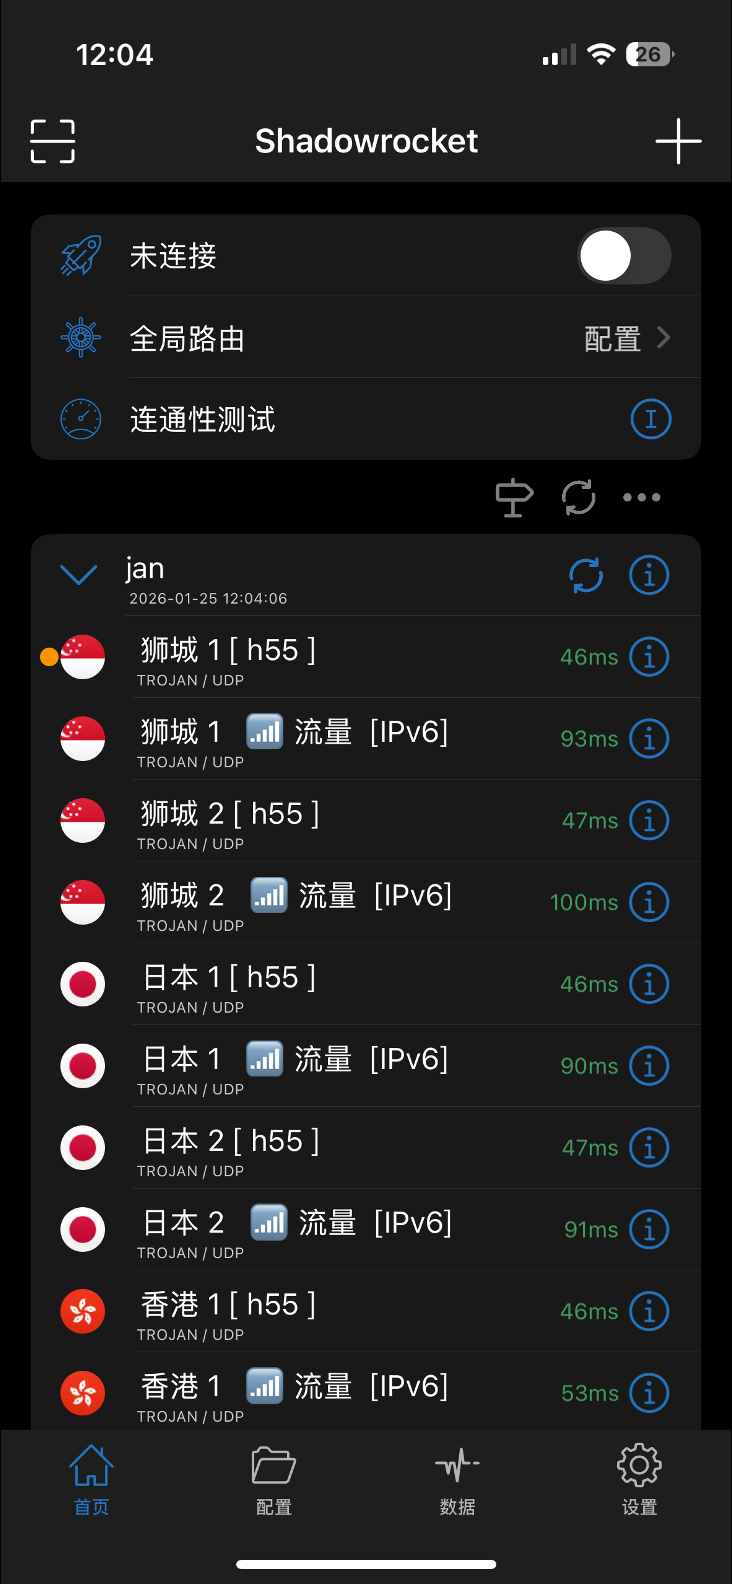 12:04
26
Shadowrocket
未连接
全局路由
配置
连通性测试
jan
2026-01-25 12:04:06
狮城 1 [ h55 ]
46ms
TROJAN / UDP
狮城 1 📶 流量 [IPv6]
93ms
TROJAN / UDP
狮城 2 [ h55 ]
47ms
TROJAN / UDP
狮城 2 📶 流量 [IPv6]
100ms
TROJAN / UDP
日本 1 [ h55 ]
46ms
TROJAN / UDP
日本 1 📶 流量 [IPv6]
90ms
TROJAN / UDP
日本 2 [ h55 ]
47ms
TROJAN / UDP
日本 2 📶 流量 [IPv6]
91ms
TROJAN / UDP
香港 1 [ h55 ]
46ms
TROJAN / UDP
香港 1 📶 流量 [IPv6]
53ms
TROJAN / UDP
首页
配置
数据
设置